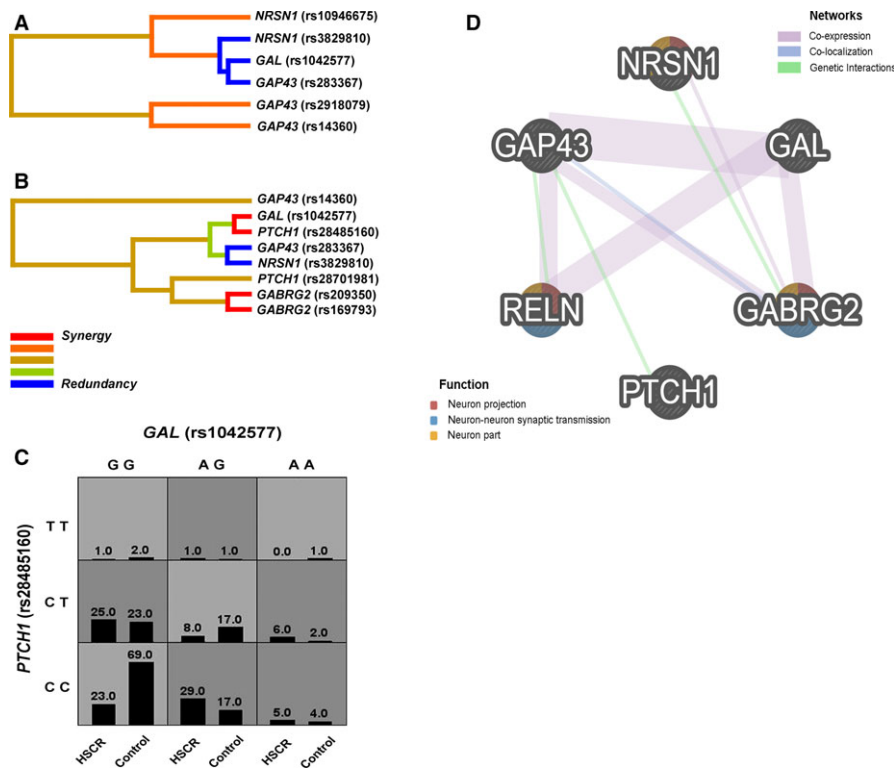 A
NRSN1 (rs10946675)
NRSN1 (rs3829810)
GAL (rs1042577)
GAP43 (rs283367)
GAP43 (rs2918079)
GAP43 (rs14360)
B
GAP43 (rs14360)
GAL (rs1042577)
PTCH1 (rs28485160)
GAP43 (rs283367)
NRSN1 (rs3829810)
PTCH1 (rs28701981)
GABRG2 (rs209350)
GABRG2 (rs169793)
Synergy
Redundancy
C
GAL (rs1042577)
G G A G A A
PTCH1 (rs28485160)
T T
1.0 2.0 1.0 1.0 0.0 1.0
C T
25.0 23.0 8.0 17.0 6.0 2.0
C C
23.0 69.0 29.0 17.0 5.0 4.0
HSCR Control HSCR Control HSCR Control
D
Networks
Co-expression
Co-localization
Genetic Interactions
NRSN1
GAP43
GAL
RELN
GABRG2
PTCH1
Function
Neuron projection
Neuron-neuron synaptic transmission
Neuron part